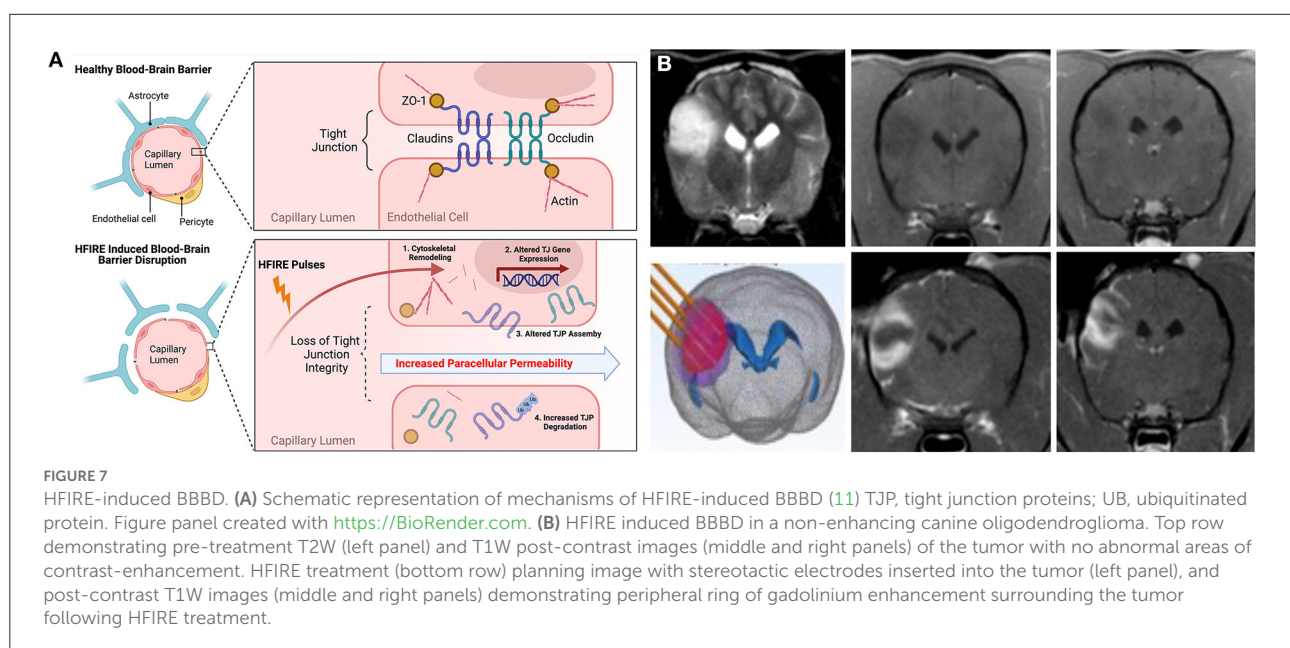 A
Healthy Blood-Brain Barrier
Astrocyte
Capillary
Lumen
Endothelial cell
Pericyte
ZO-1
Tight
Junction
Claudins
Occludin
Actin
Capillary Lumen
Endothelial Cell
HFIRE Induced Blood-Brain
Barrier Disruption
Capillary
Lumen
HFIRE Pulses
1. Cytoskeletal
Remodeling
2. Altered TJ Gene
Expression
3. Altered TJP Assemby
Loss of Tight
Junction
Integrity
Increased Paracellular Permeability
Ub
Ub
Ub
4. Increased TJP
Degradation
Capillary Lumen
B
FIGURE 7
HFIRE-induced BBBD. (A) Schematic representation of mechanisms of HFIRE-induced BBBD (11) TJP, tight junction proteins; UB, ubiquitinated
protein. Figure panel created with https://BioRender.com. (B) HFIRE induced BBBD in a non-enhancing canine oligodendroglioma. Top row
demonstrating pre-treatment T2W (left panel) and T1W post-contrast images (middle and right panels) of the tumor with no abnormal areas of
contrast-enhancement. HFIRE treatment (bottom row) planning image with stereotactic electrodes inserted into the tumor (left panel), and
post-contrast T1W images (middle and right panels) demonstrating peripheral ring of gadolinium enhancement surrounding the tumor
following HFIRE treatment.